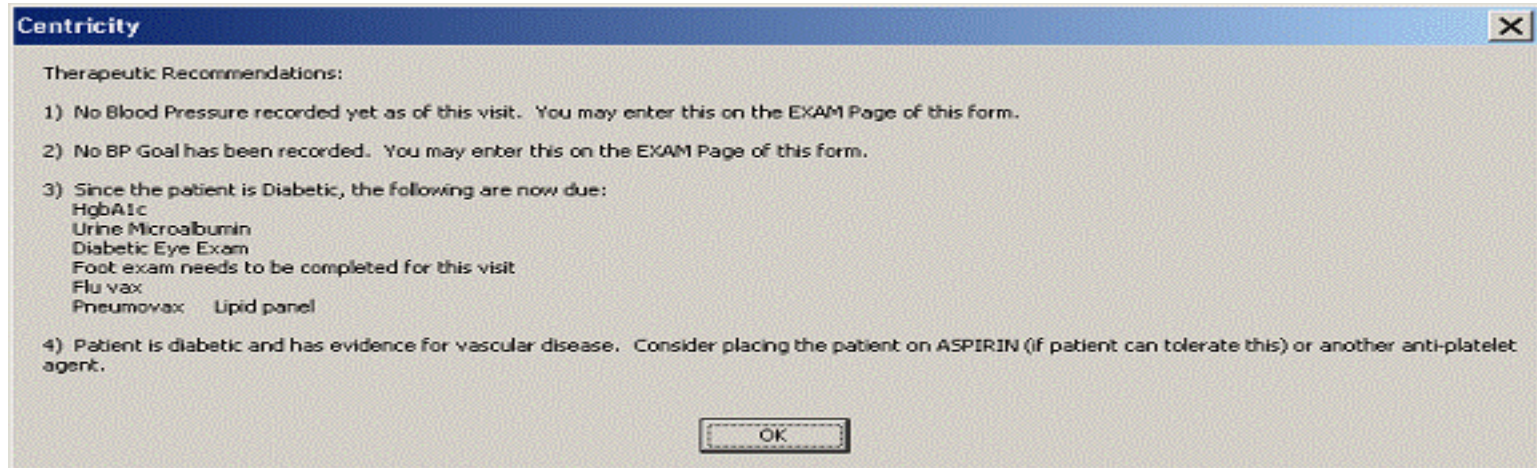 Centricity
Therapeutic Recommendations:
1) No Blood Pressure recorded yet as of this visit. You may enter this on the EXAM Page of this form.
2) No BP Goal has been recorded. You may enter this on the EXAM Page of this form.
3) Since the patient is Diabetic, the following are now due:
HgbA1c
Urine Microalbumin
Diabetic Eye Exam
Foot exam needs to be completed for this visit
Flu vax
Pneumovax Lipid panel
4) Patient is diabetic and has evidence for vascular disease. Consider placing the patient on ASPIRIN (if patient can tolerate this) or another anti-platelet
agent.
OK